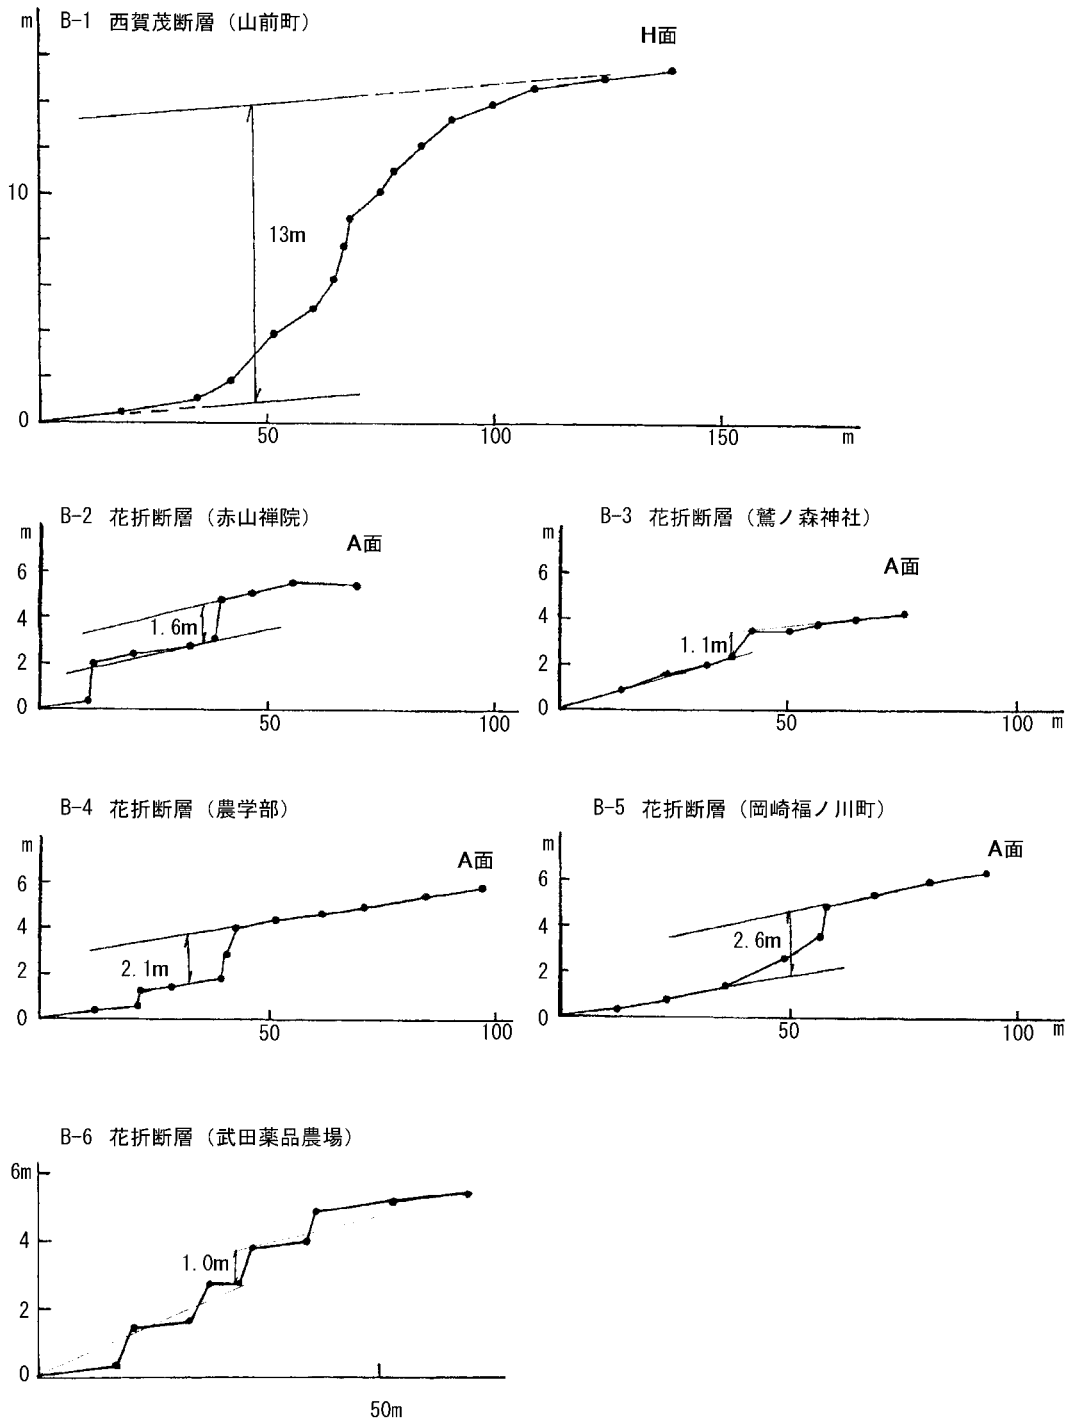 B-1 西賀茂断層（山前町）
m
H面
10
13m
0
50
100
150
m
B-2 花折断層（赤山禅院）
m
A面
6
4
1.6m
2
0
50
100
B-3 花折断層（鷺ノ森神社）
m
A面
6
4
1.1m
2
0
50
100
m
B-4 花折断層（農学部）
m
A面
6
4
2.1m
2
0
50
100
B-5 花折断層（岡崎福ノ川町）
m
A面
6
4
2.6m
2
0
50
100
m
B-6 花折断層（武田薬品農場）
6m
4
1.0m
2
0
50m